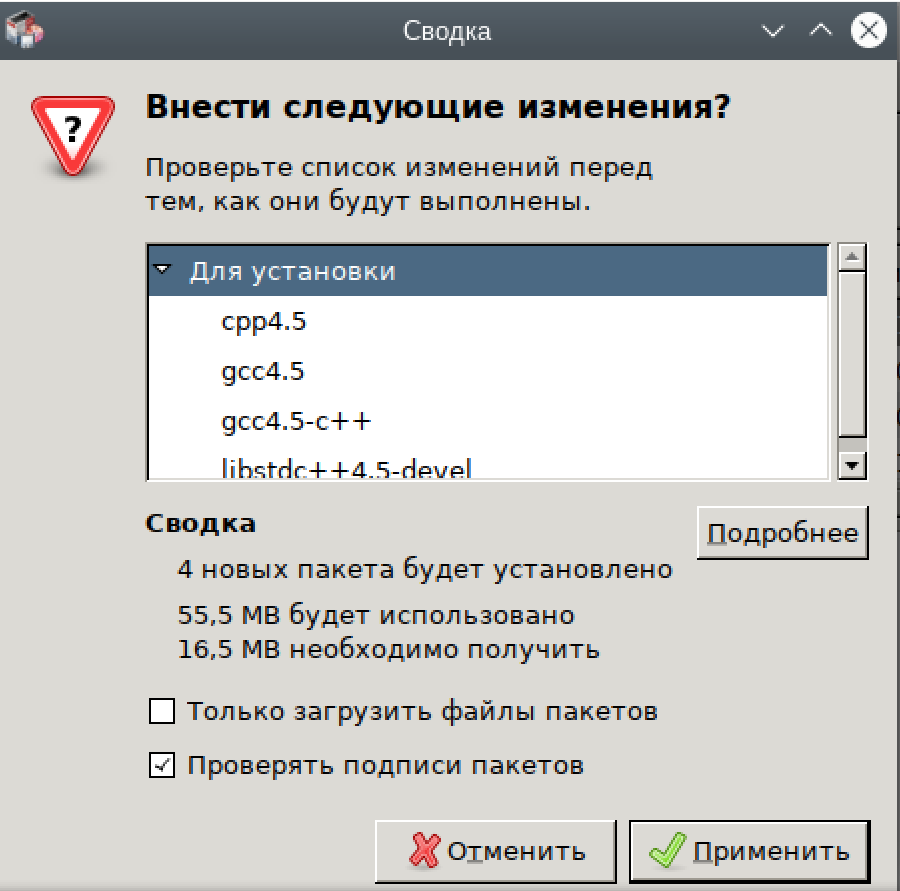 Сводка
?
Внести следующие изменения?
Проверьте список изменений перед
тем, как они будут выполнены.
Для установки
cpp4.5
gcc4.5
gcc4.5-c++
libstdc++4.5-devel
Сводка
Подробнее
4 новых пакета будет установлено
55,5 MB будет использовано
16,5 MB необходимо получить
Только загрузить файлы пакетов
Проверять подписи пакетов
Отменить
Применить